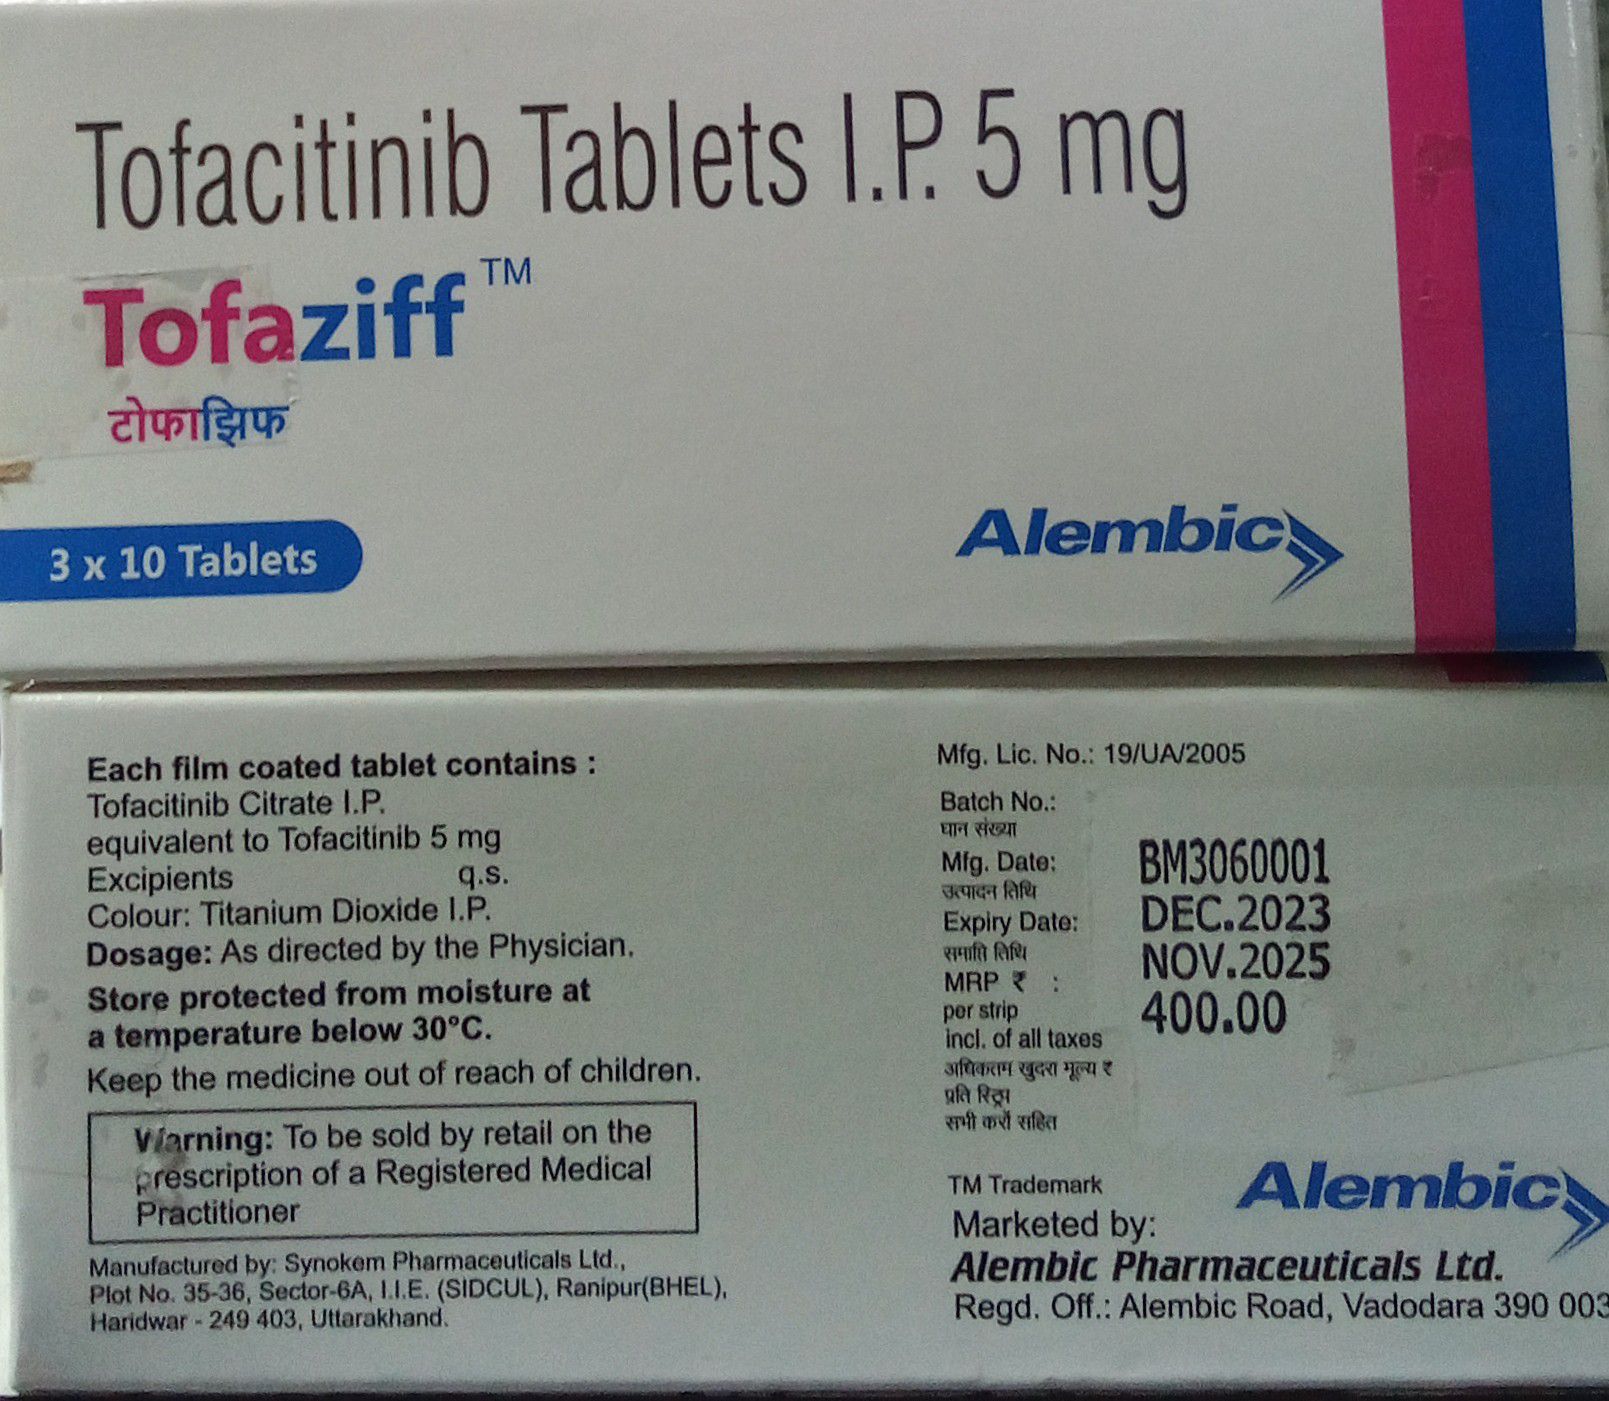 Tofacitinib Tablets I.P. 5 mg
Tofaziff™
टोफाझिफ
3 x 10 Tablets
Alembic
Each film coated tablet contains :
Tofacitinib Citrate I.P.
equivalent to Tofacitinib 5 mg
Excipients q.s.
Colour: Titanium Dioxide I.P.
Dosage: As directed by the Physician.
Store protected from moisture at
a temperature below 30°C.
Keep the medicine out of reach of children.
Warning: To be sold by retail on the
prescription of a Registered Medical
Practitioner
Manufactured by: Synokem Pharmaceuticals Ltd.,
Plot No. 35-36, Sector-6A, I.I.E. (SIDCUL), Ranipur(BHEL),
Haridwar - 249 403, Uttarakhand.
Mfg. Lic. No.: 19/UA/2005
Batch No.:
घान संख्या
Mfg. Date:
उत्पादन तिथि
Expiry Date:
समाप्ति तिथि
MRP ₹ :
per strip
incl. of all taxes
अधिकतम खुदरा मूल्य ₹
प्रति स्ट्रिप
सभी करों सहित
BM3060001
DEC.2023
NOV.2025
400.00
TM Trademark
Marketed by:
Alembic
Alembic Pharmaceuticals Ltd.
Regd. Off.: Alembic Road, Vadodara 390 003